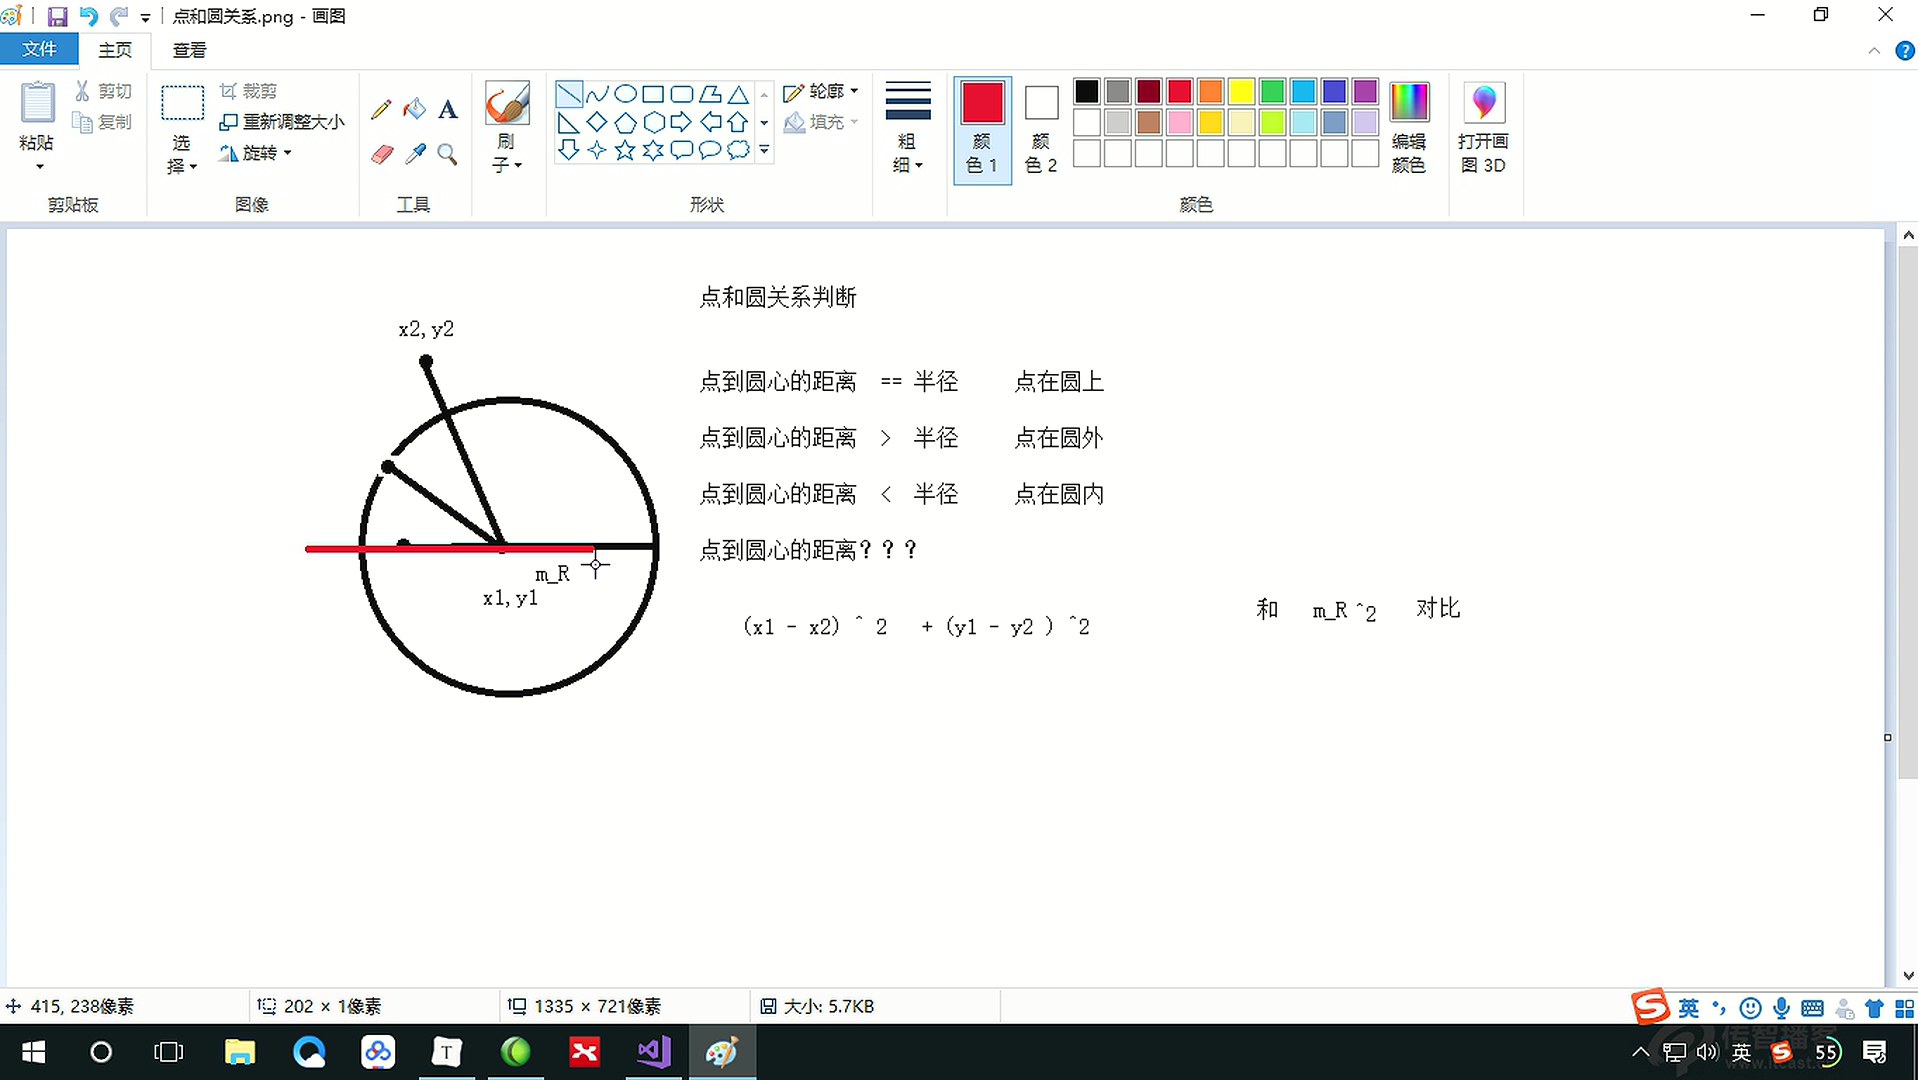 点和圆关系.png - 画图
文件 主页 查看
粘贴
剪切
复制
剪贴板
选择
裁剪
重新调整大小
旋转
图像
A
工具
刷子
轮廓
填充
形状
粗细
颜色 1
颜色 2
编辑颜色
颜色
打开画图 3D
点和圆关系判断
x2,y2
点到圆心的距离 == 半径 点在圆上
点到圆心的距离 > 半径 点在圆外
点到圆心的距离 < 半径 点在圆内
点到圆心的距离？？？
m_R
x1,y1
(x1 - x2) ^ 2 + (y1 - y2 ) ^2 和 m_R ^2 对比
415, 238像素
202 × 1像素
1335 × 721像素
大小: 5.7KB
英
传智播客
英
55